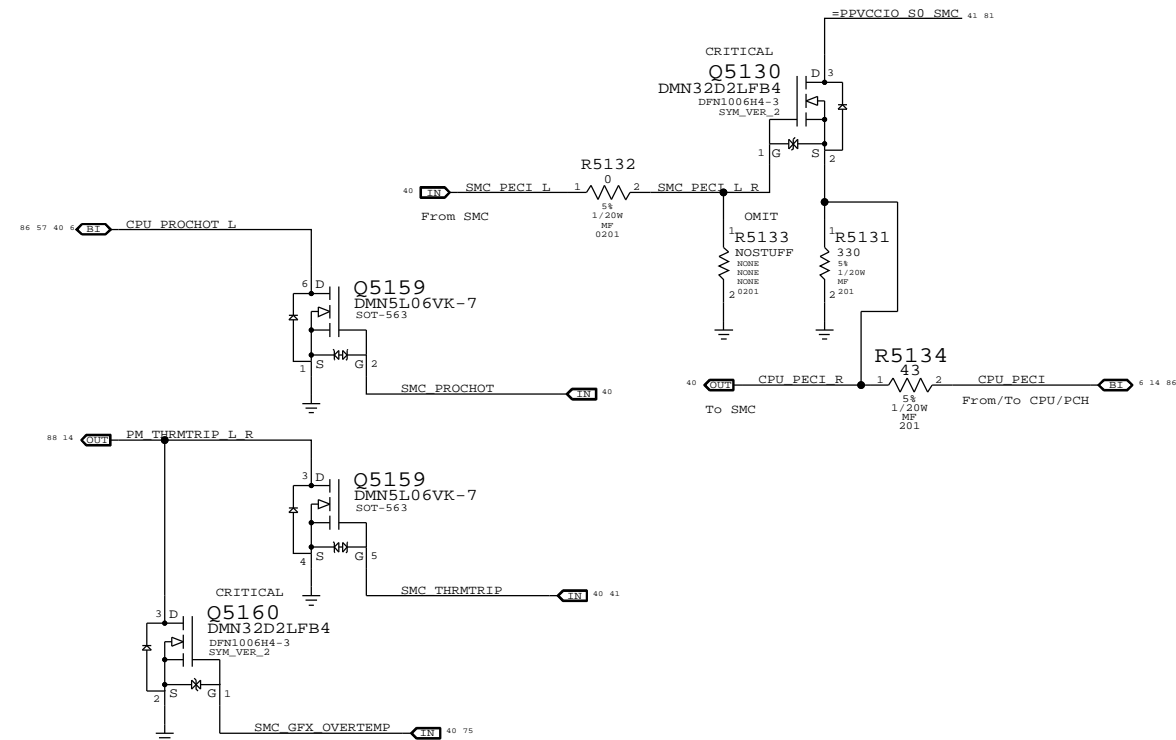 =PPVCCIO_S0_SMC 41 81
CRITICAL
Q5130
DMN32D2LFB4
DFN1006H4-3
SYM_VER_2
D 3
1 G S
2
R5132
0
40 IN SMC_PECI_L 1 2 SMC_PECI_L_R
5%
1/20W
MF
0201
From SMC
OMIT
1
R5133
NOSTUFF
NONE
NONE
NONE
2 0201
1
R5131
330
5%
1/20W
MF
2 201
86 57 40 6 BI CPU_PROCHOT_L
6 D
Q5159
DMN5L06VK-7
SOT-563
1 S G 2
SMC_PROCHOT IN 40
R5134
43
40 OUT CPU_PECI_R 1 2 CPU_PECI BI 6 14 86
5%
1/20W
MF
201
To SMC
From/To CPU/PCH
88 14 OUT PM_THRMTRIP_L_R
3 D
Q5159
DMN5L06VK-7
SOT-563
4 S G 5
SMC_THRMTRIP IN 40 41
CRITICAL
3 D
Q5160
DMN32D2LFB4
DFN1006H4-3
SYM_VER_2
2 S G 1
SMC_GFX_OVERTEMP IN 40 75